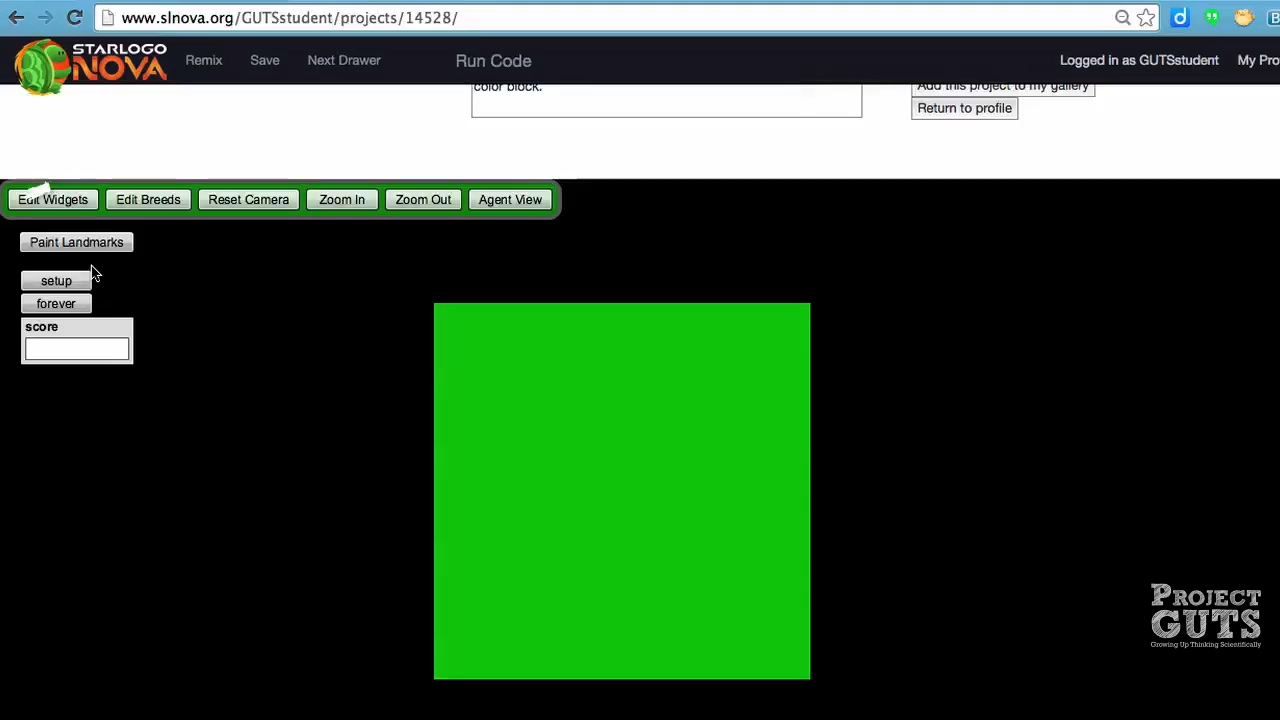 www.slnova.org/GUTSstudent/projects/14528/
STARLOGO
NOVA
Remix
Save
Next Drawer
Run Code
Logged in as GUTSstudent
My Pro
color block.
Add this project to my gallery
Return to profile
Edit Widgets
Edit Breeds
Reset Camera
Zoom In
Zoom Out
Agent View
Paint Landmarks
setup
forever
score
PROJECT
GUTS
Growing Up Thinking Scientifically